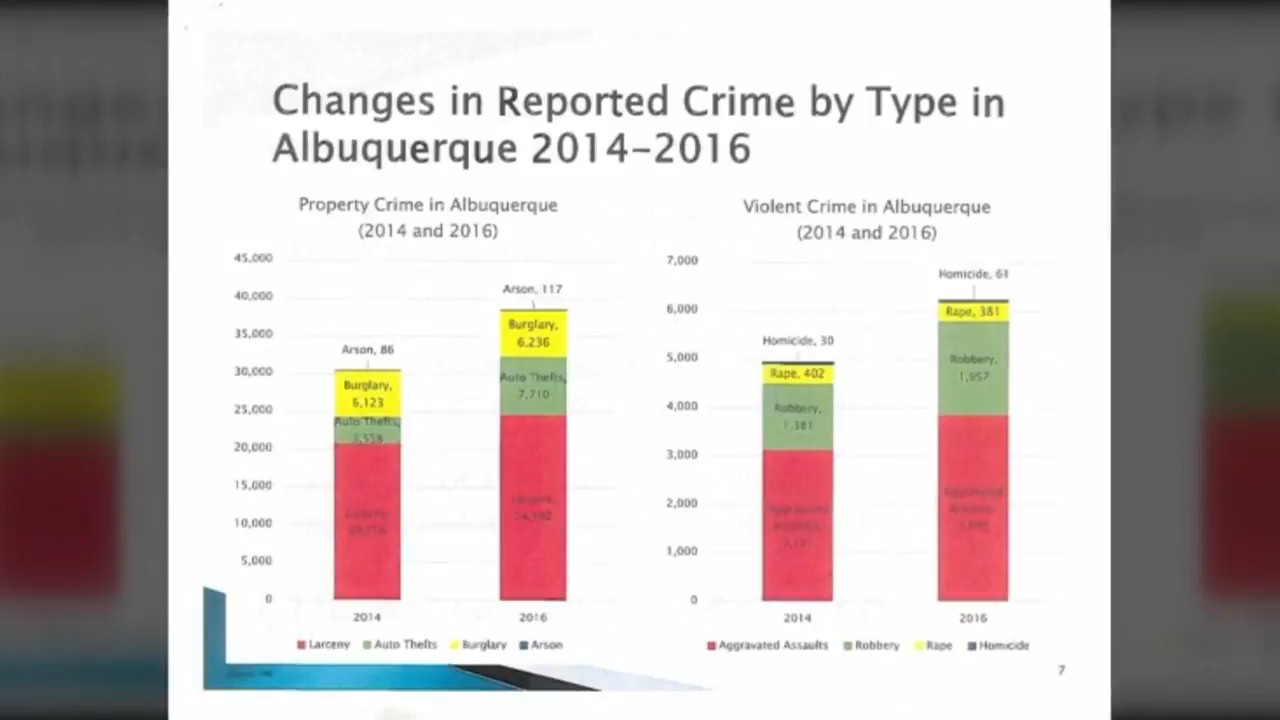 Changes in Reported Crime by Type in
Albuquerque 2014-2016
Property Crime in Albuquerque
(2014 and 2016)
45,000
40,000
35,000
30,000
25,000
20,000
15,000
10,000
5,000
0
Arson, 86
Burglary,
6,123
Auto Thefts,
Arson, 117
Burglary,
6,236
Auto Thefts,
7,710
2014
2016
Larceny
Auto Thefts
Burglary
Arson
Violent Crime in Albuquerque
(2014 and 2016)
7,000
6,000
5,000
4,000
3,000
2,000
1,000
0
Homicide, 30
Rape, 402
Robbery,
1,381
Homicide, 61
Rape, 381
Robbery,
1,957
2014
2016
Aggravated Assaults
Robbery
Rape
Homicide
7